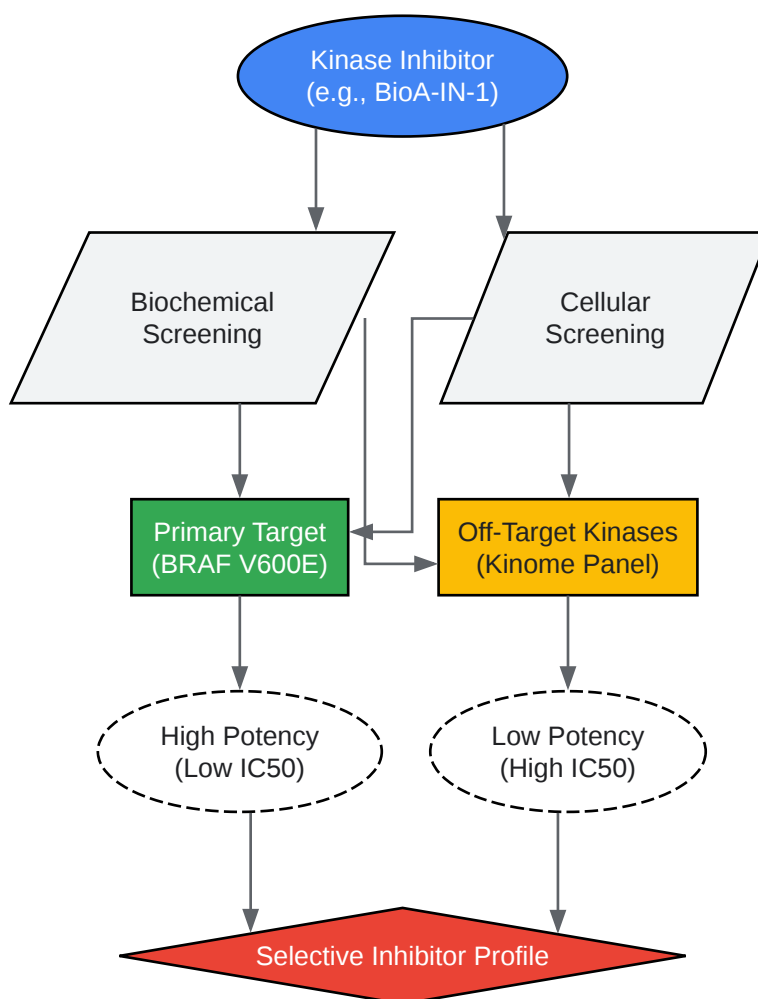 Kinase Inhibitor
(e.g., BioA-IN-1)
Biochemical
Screening
Cellular
Screening
Primary Target
(BRAF V600E)
Off-Target Kinases
(Kinome Panel)
High Potency
(Low IC50)
Low Potency
(High IC50)
Selective Inhibitor Profile